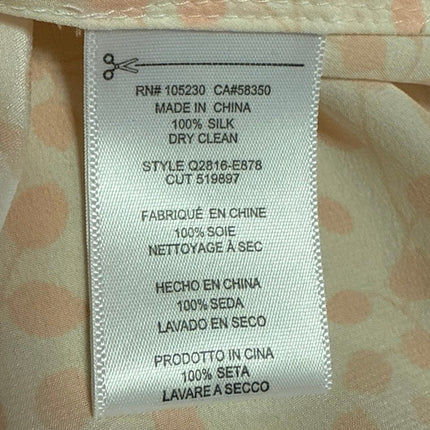 RN# 105230 CA#58350
MADE IN CHINA
100% SILK
DRY CLEAN
STYLE Q2816-E878
CUT 519897
FABRIQUÉ EN CHINE
100% SOIE
NETTOYAGE À SEC
HECHO EN CHINA
100% SEDA
LAVADO EN SECO
PRODOTTO IN CINA
100% SETA
LAVARE A SECCO